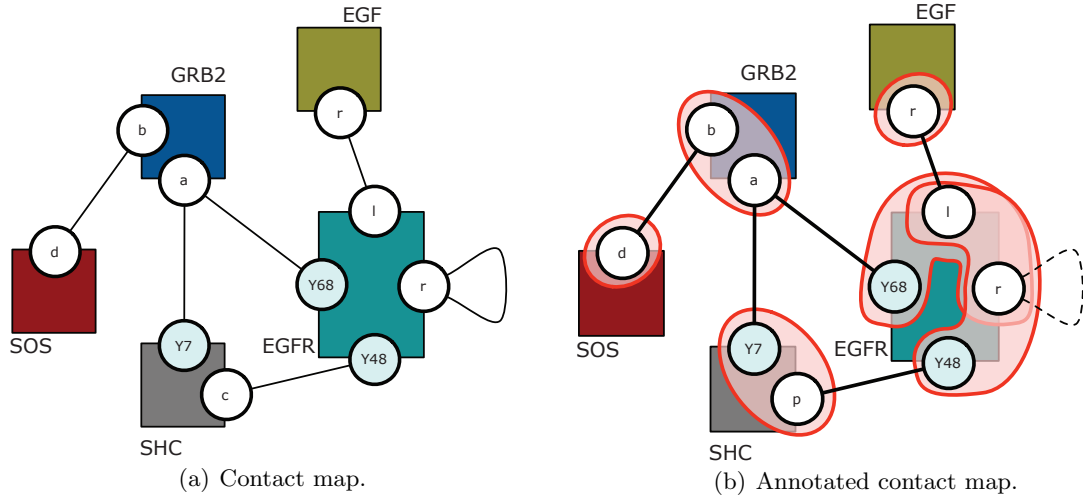 EGF
GRB2
r
b
a
l
d
Y68
r
SOS
Y7
EGFR
Y48
c
SHC
(a) Contact map.
EGF
GRB2
r
b
a
l
d
Y68
r
SOS
Y7
EGFR
Y48
p
SHC
(b) Annotated contact map.